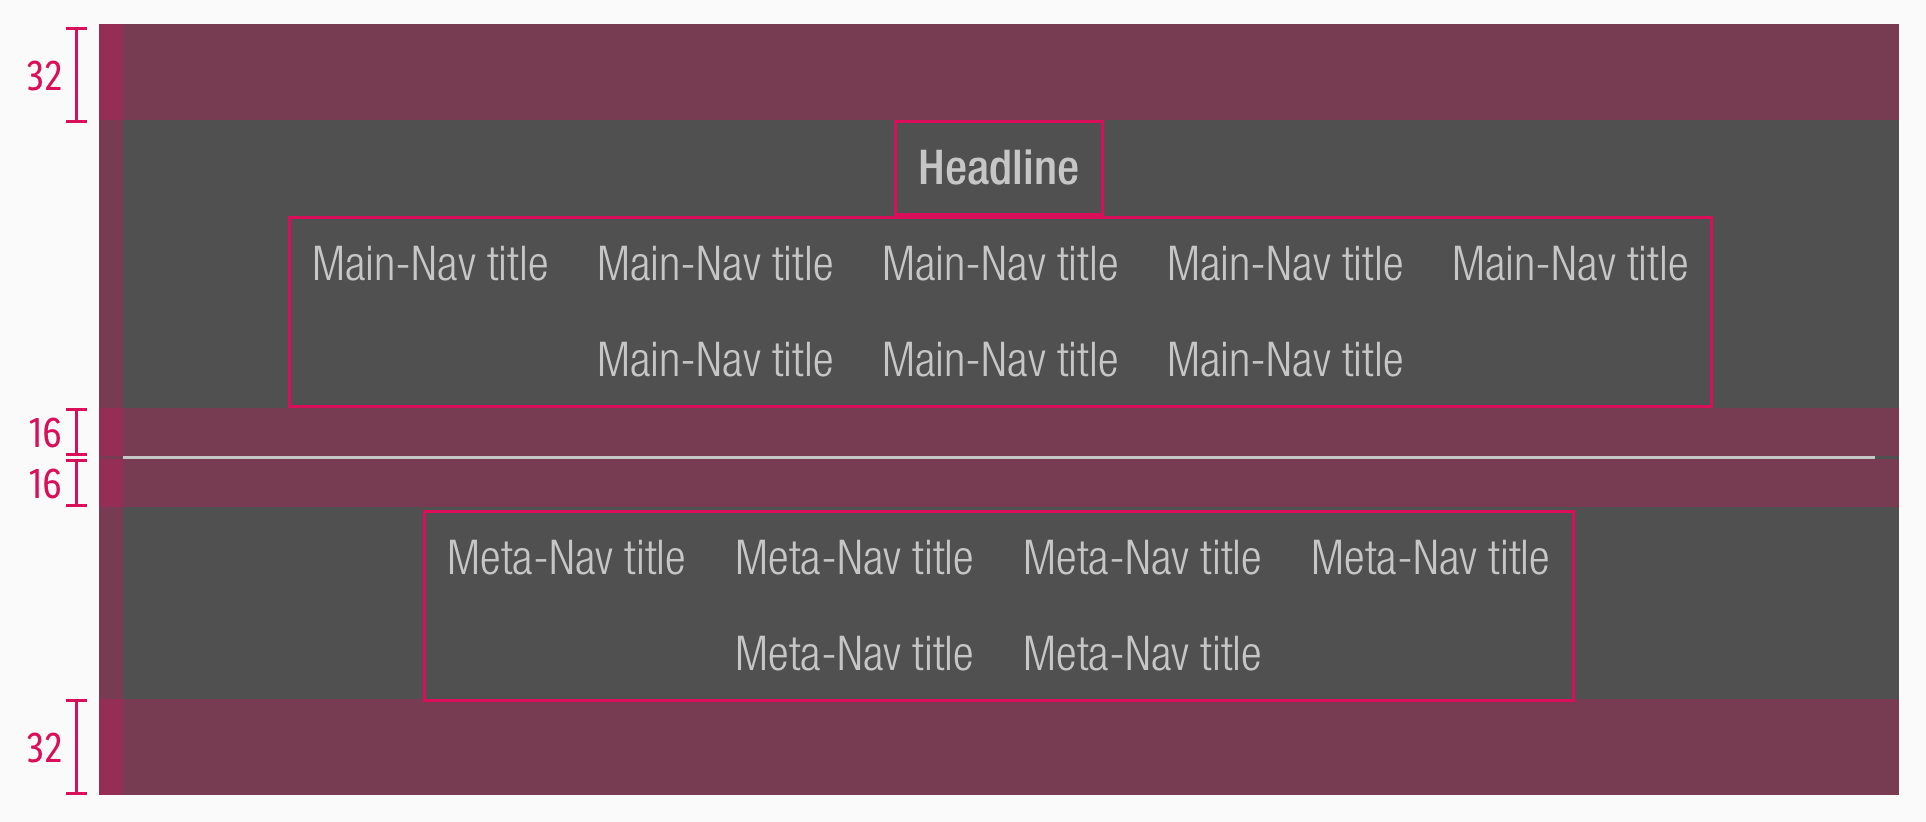 32
Headline
Main-Nav title Main-Nav title Main-Nav title Main-Nav title Main-Nav title
Main-Nav title Main-Nav title Main-Nav title
16
16
Meta-Nav title Meta-Nav title Meta-Nav title Meta-Nav title
Meta-Nav title Meta-Nav title
32